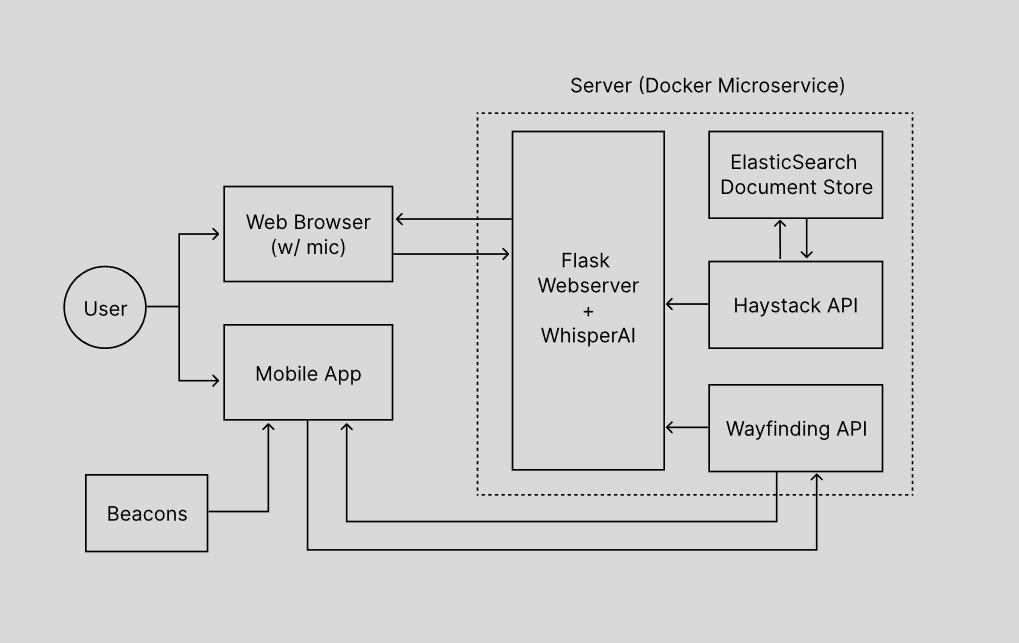 Server (Docker Microservice)
ElasticSearch
Document Store
Web Browser
(w/ mic)
Flask
Webserver
+
WhisperAI
User
Haystack API
Mobile App
Wayfinding API
Beacons